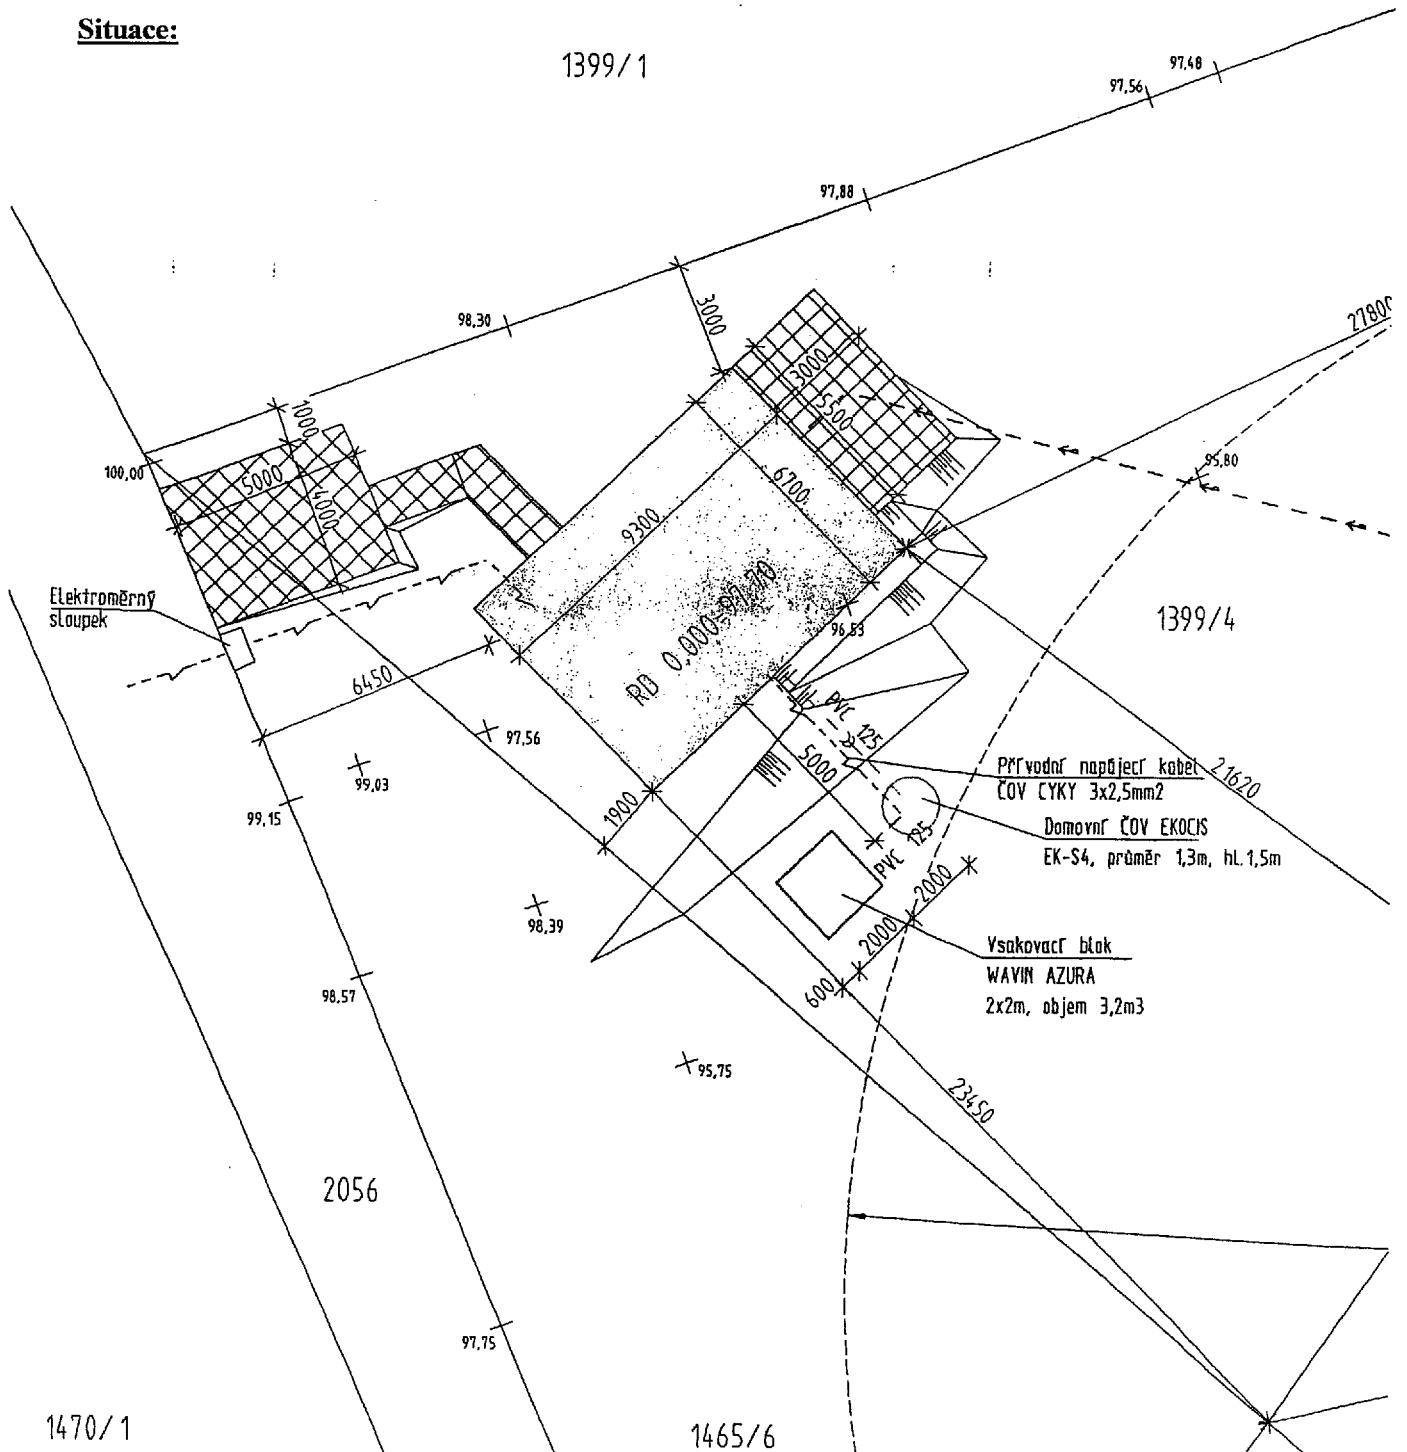 Situace:
1399/1
97,48
97,56
97,88
98,30
3000
2780
3000
5500
1000
100,00
5000
4000
6700
9300
95,80
Elektroměrný
sloupek
1399/4
96,53
RD 0,000=97,70
6450
PVC 125
97,56
99,03
5000
Přívodní napájecí kabel
ČOV CYKY 3x2,5mm2
21620
99,15
1900
Domovní ČOV EKOCIS
EK-S4, průměr 1,3m, hl.1,5m
PVC 125
2000
98,39
2000
Vsakovací blok
WAVIN AZURA
2x2m, objem 3,2m3
98,57
600
95,75
23450
2056
97,75
1470/1
1465/6